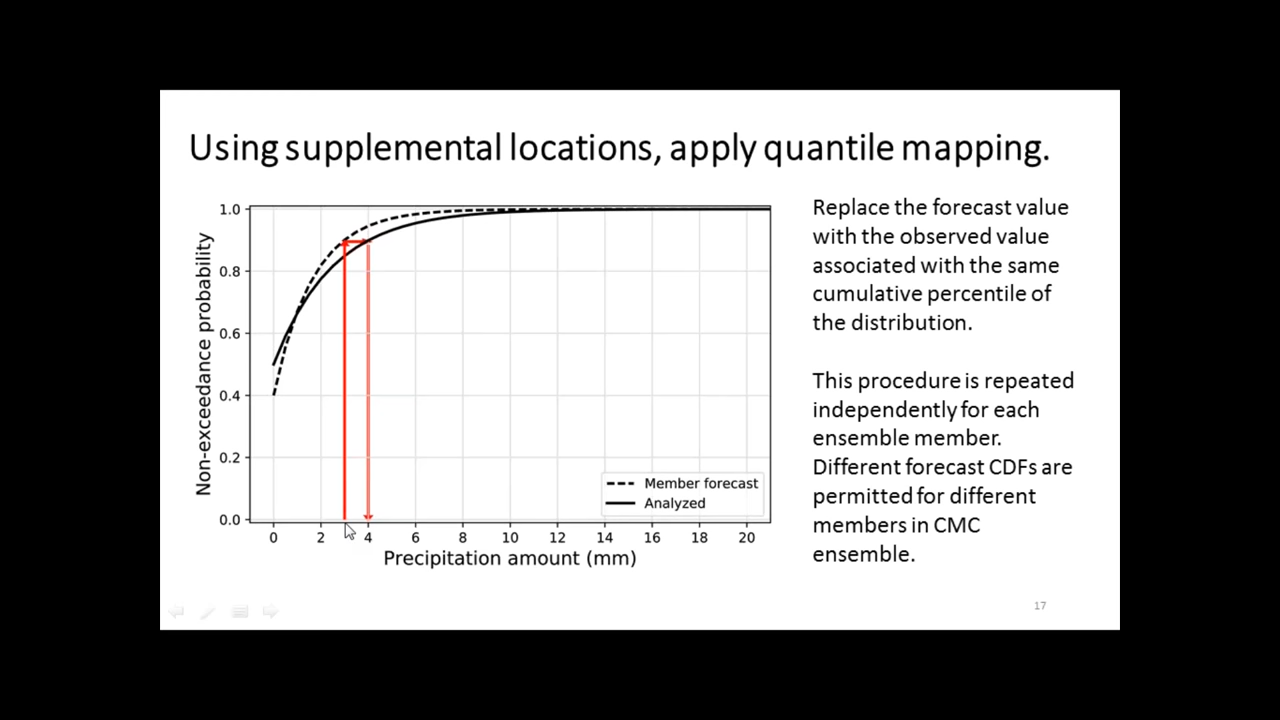 Using supplemental locations, apply quantile mapping.
1.0
0.8
0.6
0.4
0.2
0.0
Non-exceedance probability
0 2 4 6 8 10 12 14 16 18 20
Precipitation amount (mm)
Member forecast
Analyzed
Replace the forecast value
with the observed value
associated with the same
cumulative percentile of
the distribution.
This procedure is repeated
independently for each
ensemble member.
Different forecast CDFs are
permitted for different
members in CMC
ensemble.
17